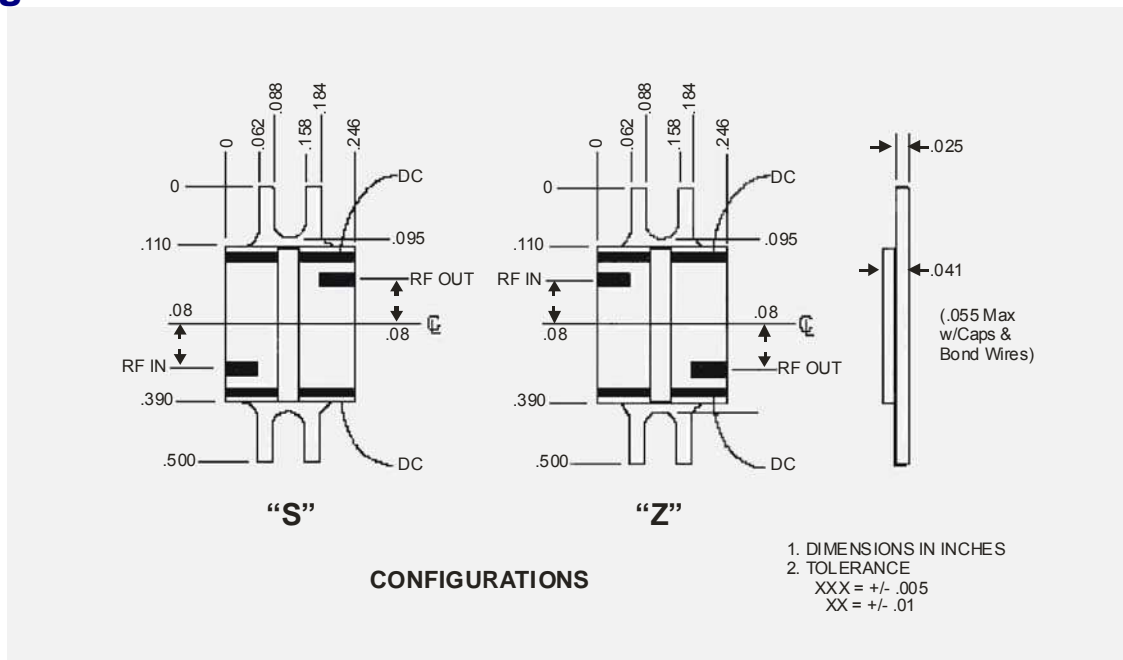 0
.062
.088
.158
.184
.246
0
DC
.110
.095
RF OUT
.08
.08
RF IN
.390
.500
DC
“S”
0
.062
.088
.158
.184
.246
0
DC
.110
.095
RF IN
.08
.08
RF OUT
.390
.500
DC
“Z”
.025
.041
(.055 Max
w/Caps &
Bond Wires)
CONFIGURATIONS
1. DIMENSIONS IN INCHES
2. TOLERANCE
XXX = +/- .005
XX = +/- .01